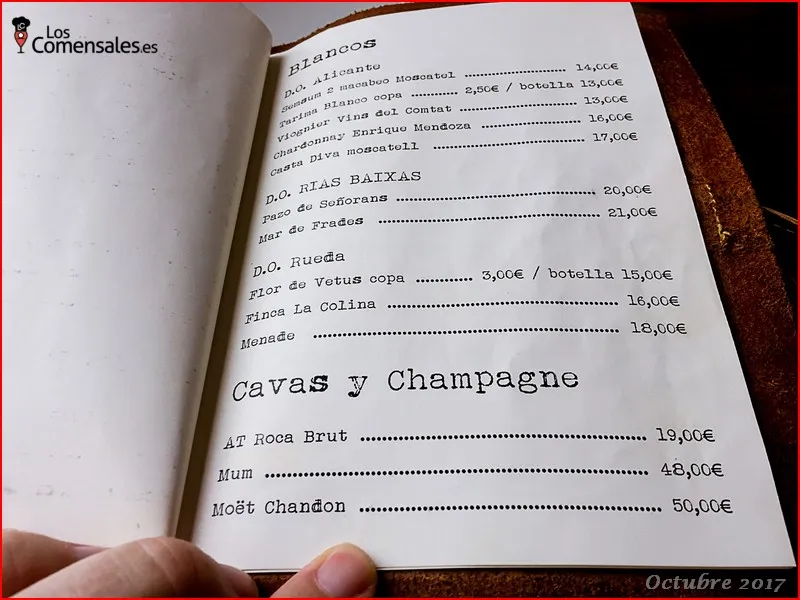 Los
Comensales.es
Blancos
D.O. Alicante
Semsum 2 macabeo Moscatel ........................ 14,00€
Tarima Blanco copa ........... 2,50€ / botella 13,00€
Viognier Vins del Comtat ........................... 13,00€
Chardonnay Enrique Mendoza ..................... 16,00€
Casta Diva moscatell ................................ 17,00€
D.O. RIAS BAIXAS
Pazo de Señorans ..................................... 20,00€
Mar de Frades ......................................... 21,00€
D.O. Rueda
Flor de Vetus copa ........... 3,00€ / botella 15,00€
Finca La Colina ........................................ 16,00€
Menade .................................................. 18,00€
Cavas y Champagne
AT Roca Brut ........................................... 19,00€
Mum ...................................................... 48,00€
Moët Chandon .......................................... 50,00€
Octubre 2017